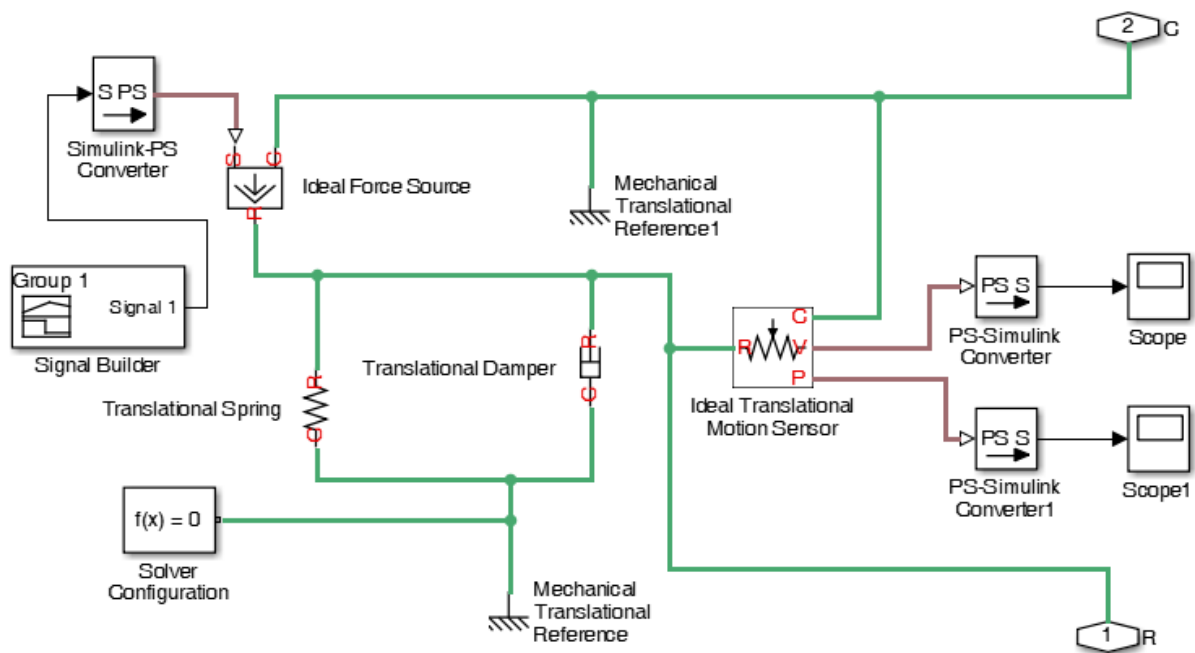 2
C
S PS
Simulink-PS
Converter
S
C
Ideal Force Source
R
Mechanical
Translational
Reference1
Group 1
Signal 1
Signal Builder
C
R
V
P
Ideal Translational
Motion Sensor
PS S
PS-Simulink
Converter
Scope
R
Translational Damper
C
R
Translational Spring
C
PS S
PS-Simulink
Converter1
Scope1
f(x) = 0
Solver
Configuration
Mechanical
Translational
Reference
1
R